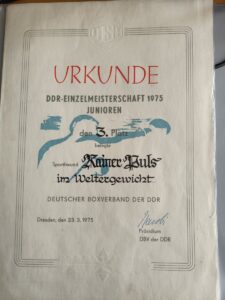 URKUNDE
DDR-EINZELMEISTERSCHAFT 1975
JUNIOREN
den 3. Platz
belegte
Sportfreund Rainer Puls
im Weltergewicht
DEUTSCHER BOXVERBAND DER DDR
Dresden, den 23.3.1975
Präsidium
DBV der DDR